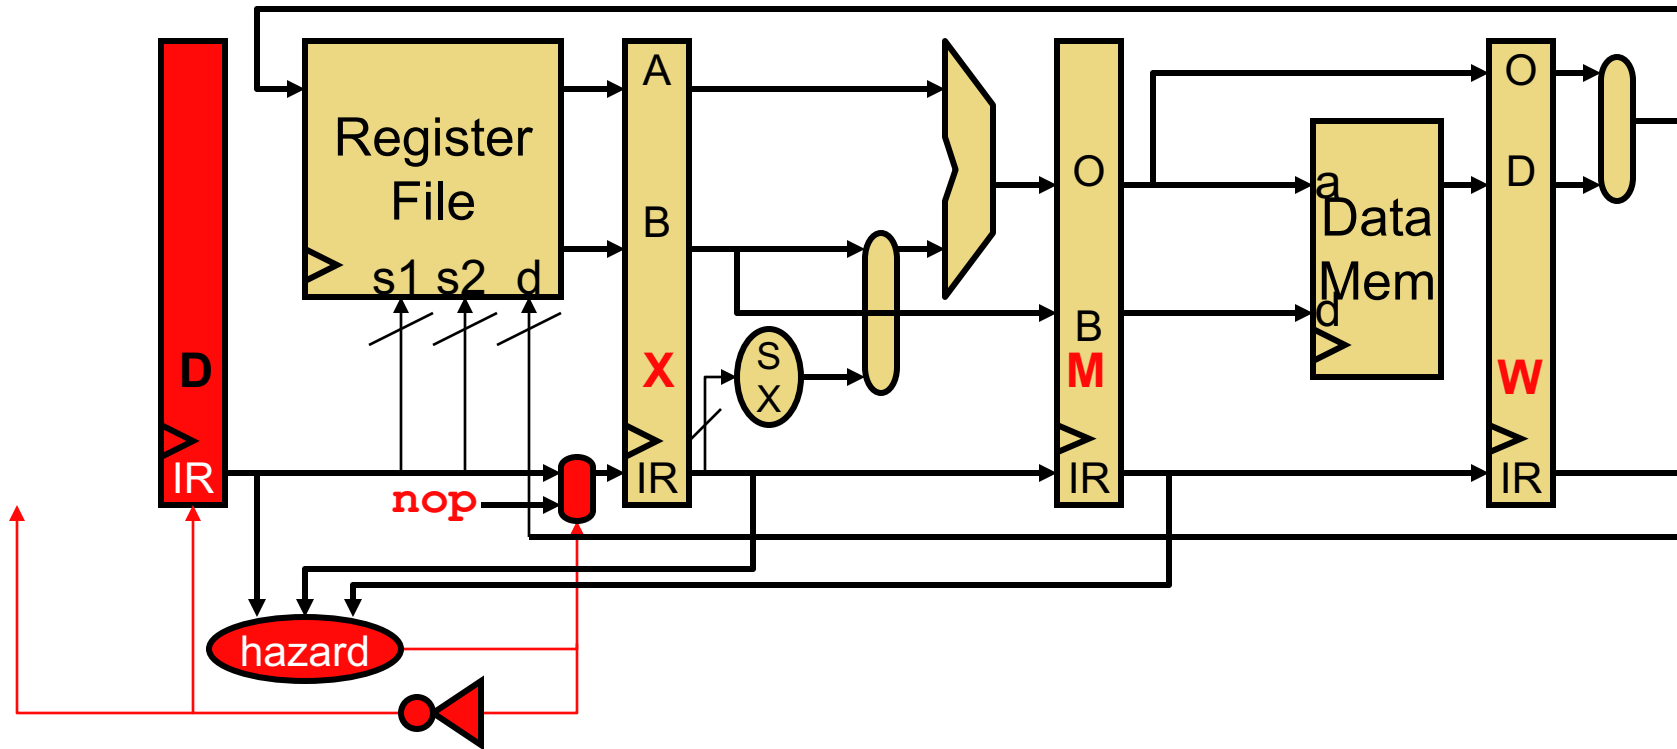 D
IR
Register
File
s1 s2 d
nop
hazard
A
B
X
IR
S
X
O
B
M
IR
a
Data
Mem
d
O
D
W
IR